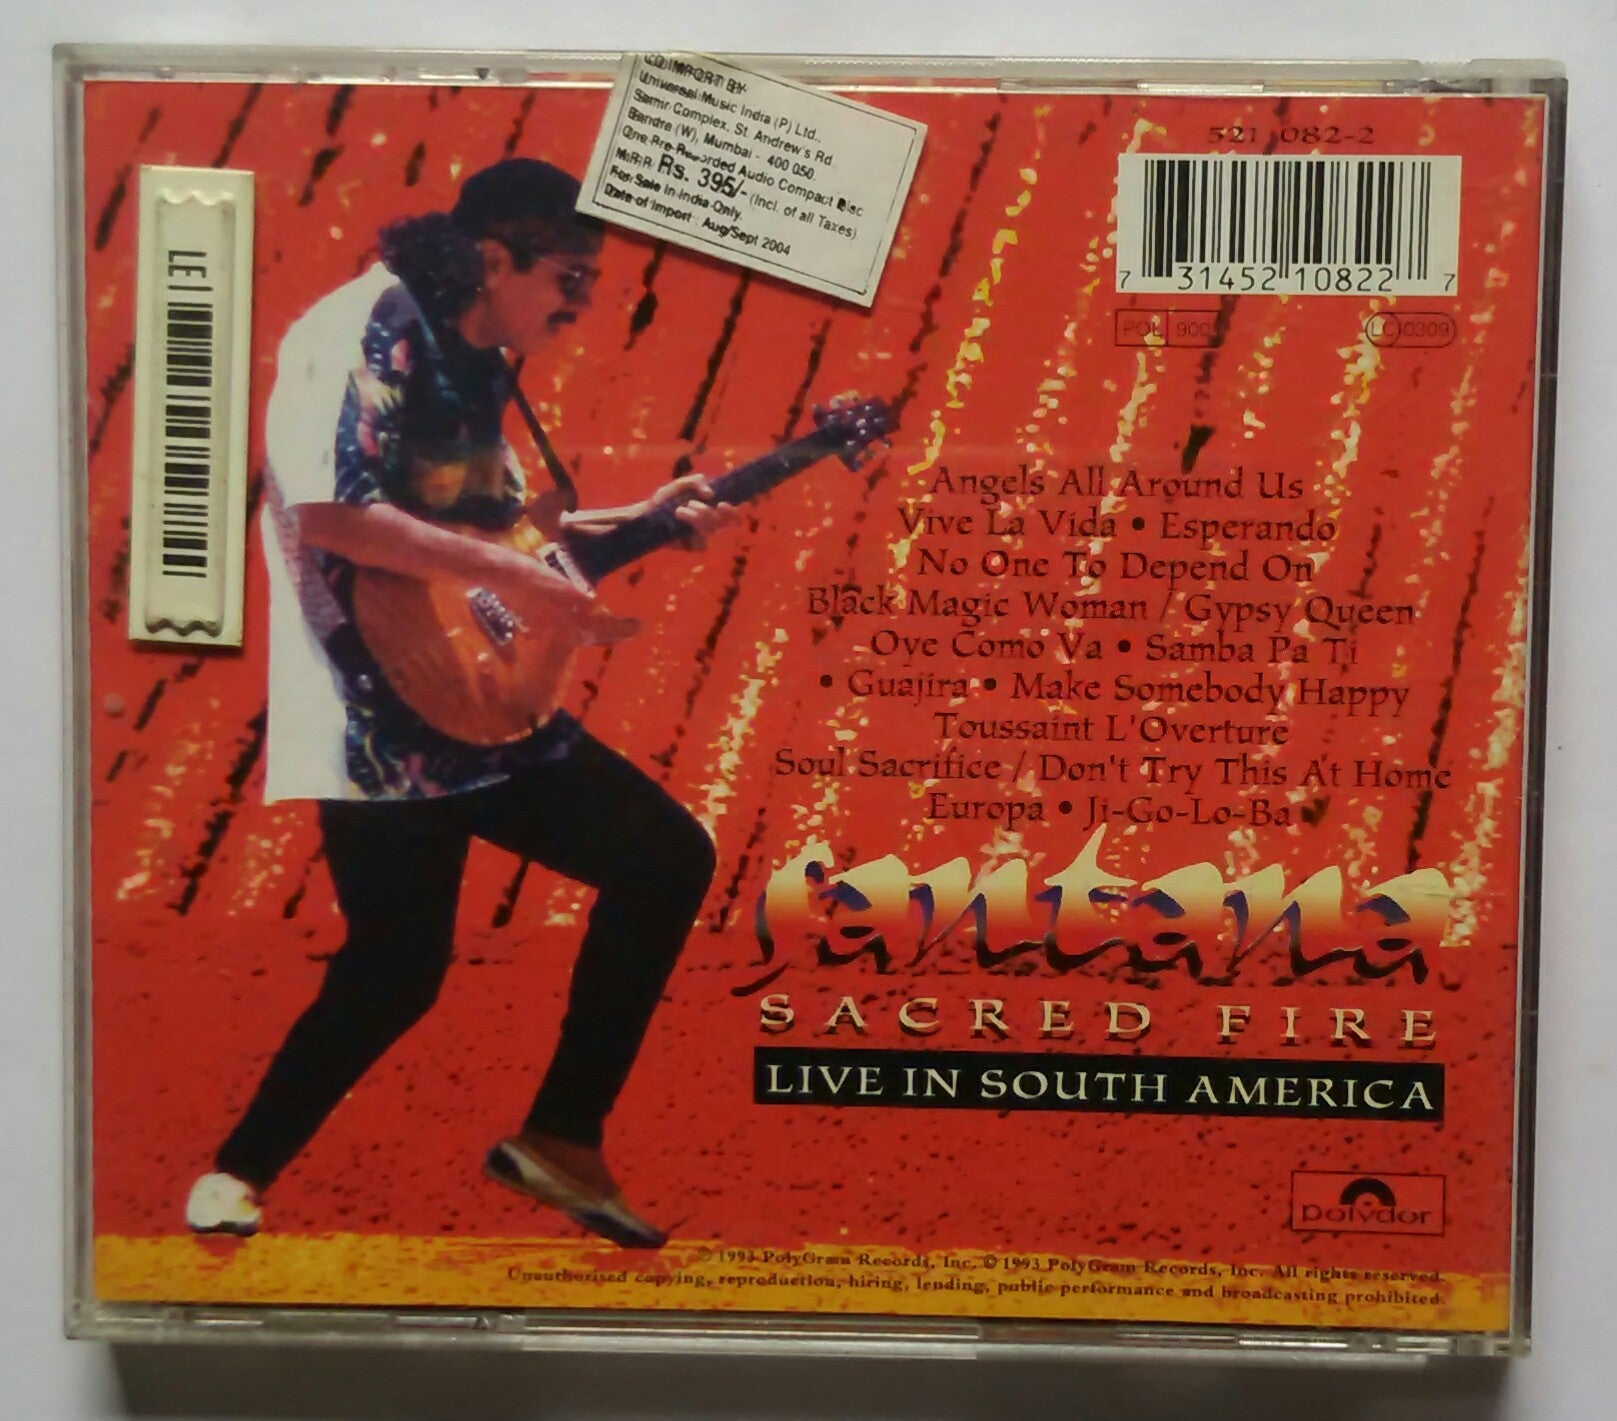 CD IMPORT BY
Universal Music India (P) Ltd.,
Samir Complex, St. Andrew's Rd.
Bandra (W), Mumbai - 400 050.
One Pre-Recorded Audio Compact Disc
M.R.P. Rs. 395/- (Incl. of all Taxes)
For Sale In India Only.
Date of Import : Aug/Sept 2004
521 082-2
7 31452 10822 7
POL 900
LC 0309
LE
Angels All Around Us
Vive La Vida • Esperando
No One To Depend On
Black Magic Woman / Gypsy Queen
Oye Como Va • Samba Pa Ti
• Guajira • Make Somebody Happy
Toussaint L'Overture
Soul Sacrifice / Don't Try This At Home
Europa • Ji-Go-Lo-Ba
Santana
SACRED FIRE
LIVE IN SOUTH AMERICA
polydor
℗ 1993 PolyGram Records, Inc. © 1993 PolyGram Records, Inc. All rights reserved.
Unauthorised copying, reproduction, hiring, lending, public performance and broadcasting prohibited.